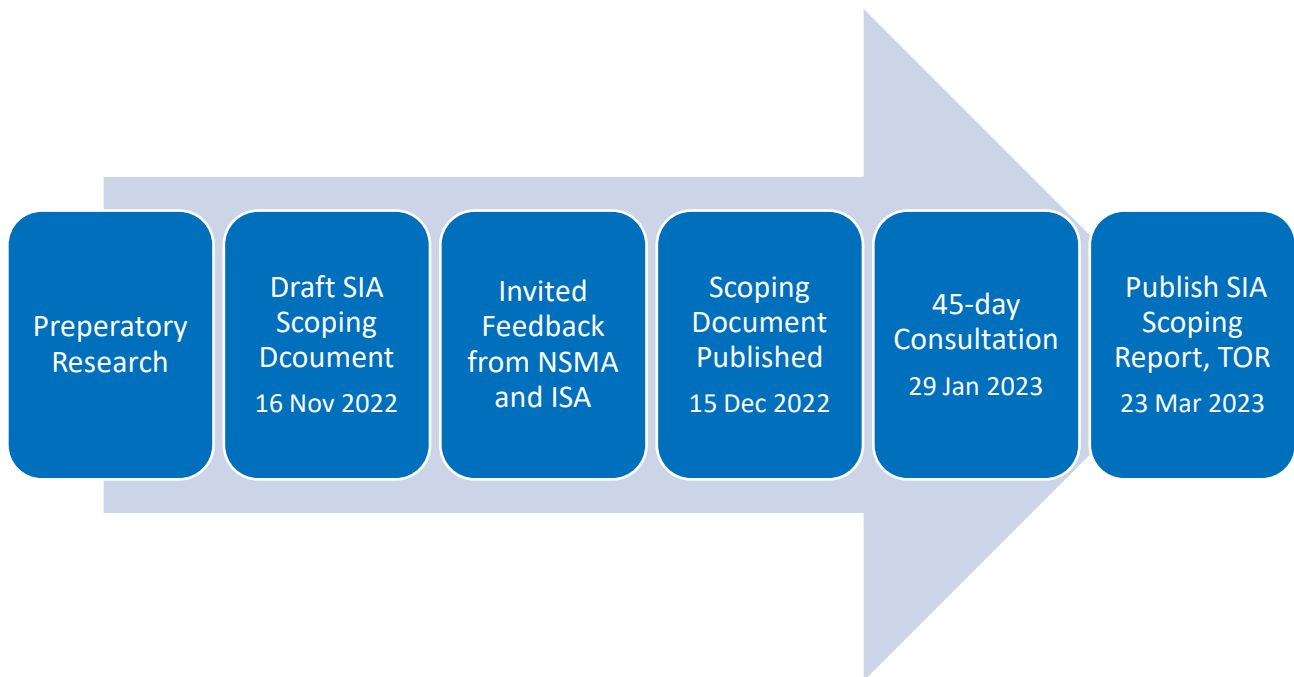 Preperatory
Research
Draft SIA
Scoping
Dcoument
16 Nov 2022
Invited
Feedback
from NSMA
and ISA
Scoping
Document
Published
15 Dec 2022
45-day
Consultation
29 Jan 2023
Publish SIA
Scoping
Report, TOR
23 Mar 2023